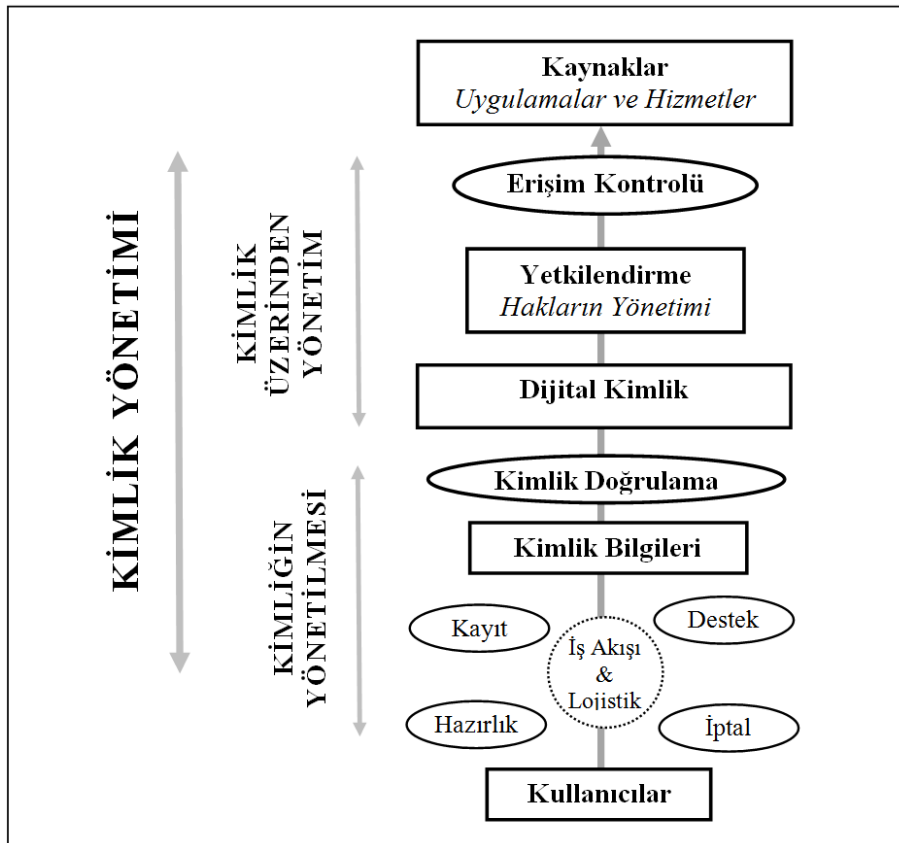 Kaynaklar
Uygulamalar ve Hizmetler
Erişim Kontrolü
Yetkilendirme
Hakların Yönetimi
Dijital Kimlik
Kimlik Doğrulama
Kimlik Bilgileri
Kayıt
Destek
İş Akışı
&
Lojistik
Hazırlık
İptal
Kullanıcılar
KİMLİK YÖNETİMİ
KİMLİK
ÜZERİNDEN
YÖNETİM
KİMLİĞİN
YÖNETİLMESİ